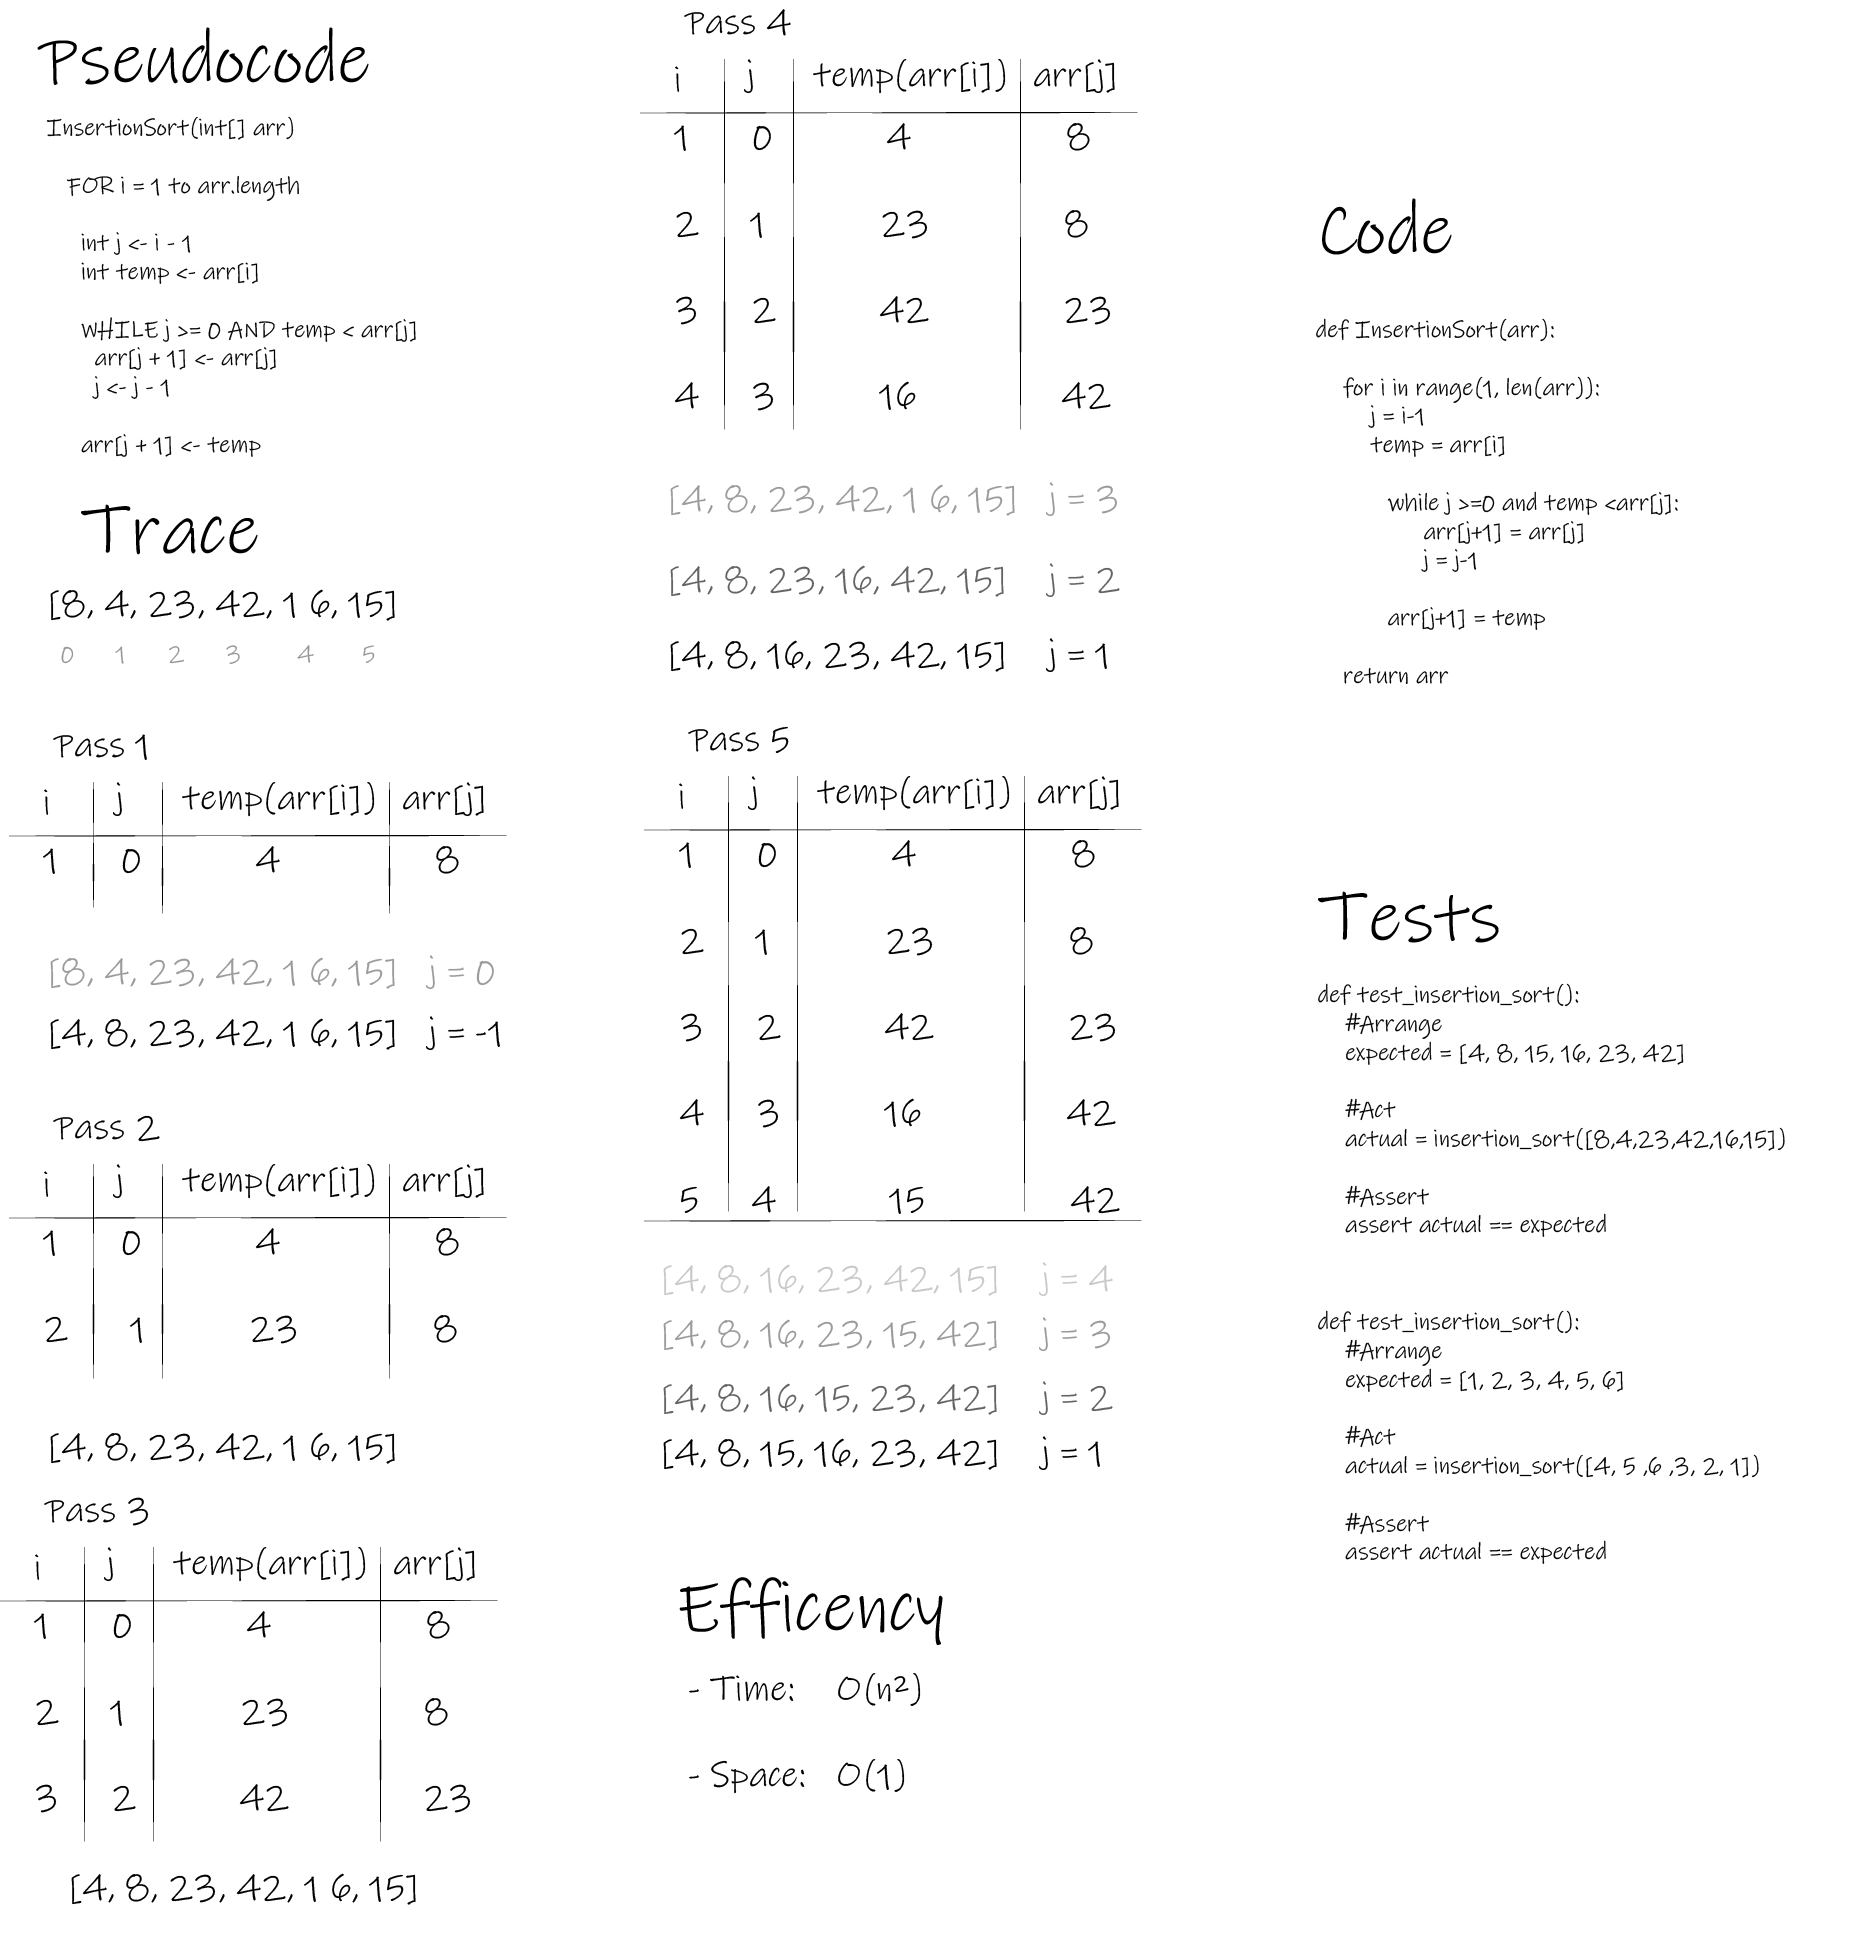 Pseudocode
InsertionSort(int[] arr)
FOR i = 1 to arr.length
int j <- i - 1
int temp <- arr[i]
WHILE j >= 0 AND temp < arr[j]
arr[j + 1] <- arr[j]
j <- j - 1
arr[j + 1] <- temp
Trace
[8, 4, 23, 42, 1 6, 15]
0 1 2 3 4 5
Pass 1
i j temp(arr[i]) arr[j]
1 0 4 8
[8, 4, 23, 42, 1 6, 15] j = 0
[4, 8, 23, 42, 1 6, 15] j = -1
Pass 2
i j temp(arr[i]) arr[j]
1 0 4 8
2 1 23 8
[4, 8, 23, 42, 1 6, 15]
Pass 3
i j temp(arr[i]) arr[j]
1 0 4 8
2 1 23 8
3 2 42 23
[4, 8, 23, 42, 1 6, 15]
Pass 4
i j temp(arr[i]) arr[j]
1 0 4 8
2 1 23 8
3 2 42 23
4 3 16 42
[4, 8, 23, 42, 1 6, 15] j = 3
[4, 8, 23, 16, 42, 15] j = 2
[4, 8, 16, 23, 42, 15] j = 1
Pass 5
i j temp(arr[i]) arr[j]
1 0 4 8
2 1 23 8
3 2 42 23
4 3 16 42
5 4 15 42
[4, 8, 16, 23, 42, 15] j = 4
[4, 8, 16, 23, 15, 42] j = 3
[4, 8, 16, 15, 23, 42] j = 2
[4, 8, 15, 16, 23, 42] j = 1
Efficency
- Time: O(n²)
- Space: O(1)
Code
def InsertionSort(arr):
for i in range(1, len(arr)):
j = i-1
temp = arr[i]
while j >=0 and temp <arr[j]:
arr[j+1] = arr[j]
j = j-1
arr[j+1] = temp
return arr
Tests
def test_insertion_sort():
#Arrange
expected = [4, 8, 15, 16, 23, 42]
#Act
actual = insertion_sort([8,4,23,42,16,15])
#Assert
assert actual == expected
def test_insertion_sort():
#Arrange
expected = [1, 2, 3, 4, 5, 6]
#Act
actual = insertion_sort([4, 5 ,6 ,3, 2, 1])
#Assert
assert actual == expected